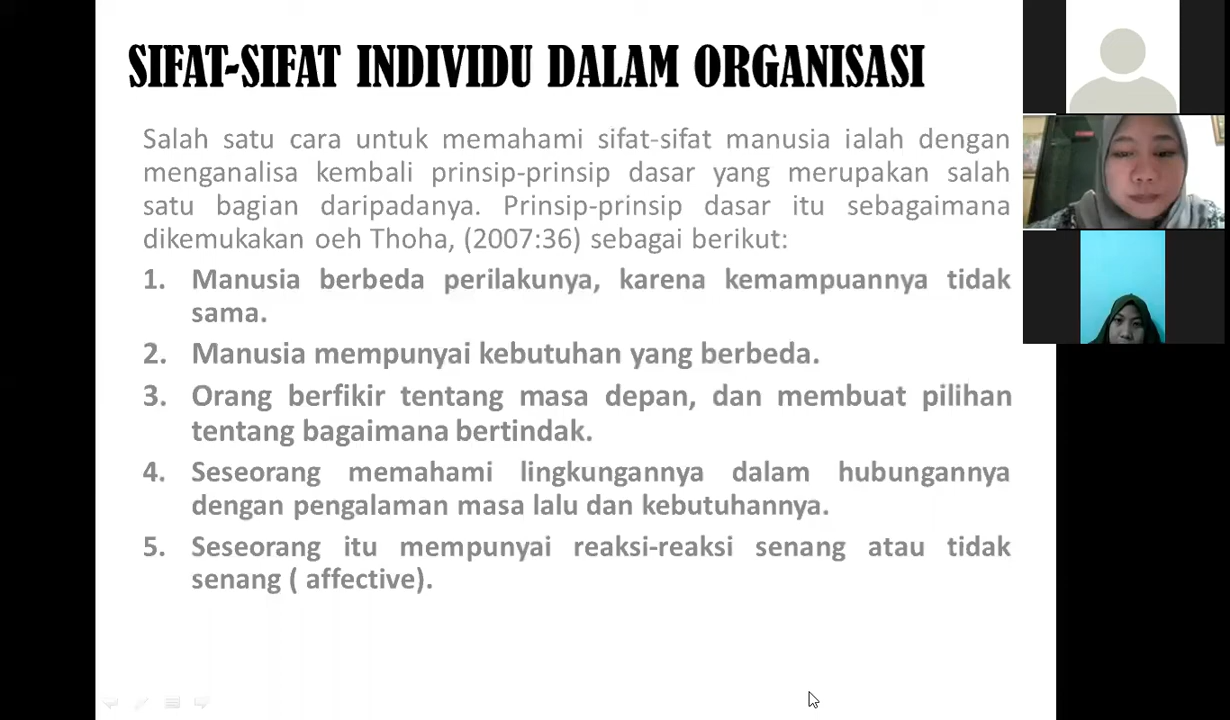 SIFAT-SIFAT INDIVIDU DALAM ORGANISASI
Salah satu cara untuk memahami sifat-sifat manusia ialah dengan
menganalisa kembali prinsip-prinsip dasar yang merupakan salah
satu bagian daripadanya. Prinsip-prinsip dasar itu sebagaimana
dikemukakan oeh Thoha, (2007:36) sebagai berikut:
1. Manusia berbeda perilakunya, karena kemampuannya tidak
sama.
2. Manusia mempunyai kebutuhan yang berbeda.
3. Orang berfikir tentang masa depan, dan membuat pilihan
tentang bagaimana bertindak.
4. Seseorang memahami lingkungannya dalam hubungannya
dengan pengalaman masa lalu dan kebutuhannya.
5. Seseorang itu mempunyai reaksi-reaksi senang atau tidak
senang ( affective).